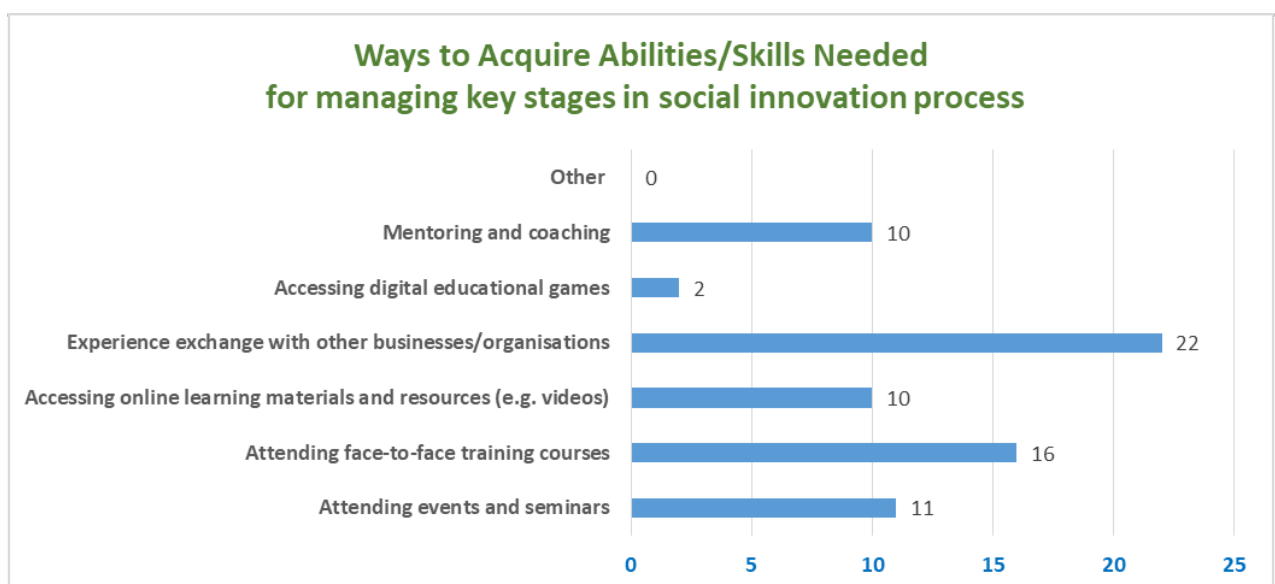 Ways to Acquire Abilities/Skills Needed
for managing key stages in social innovation process
Other 0
Mentoring and coaching 10
Accessing digital educational games 2
Experience exchange with other businesses/organisations 22
Accessing online learning materials and resources (e.g. videos) 10
Attending face-to-face training courses 16
Attending events and seminars 11
0 5 10 15 20 25